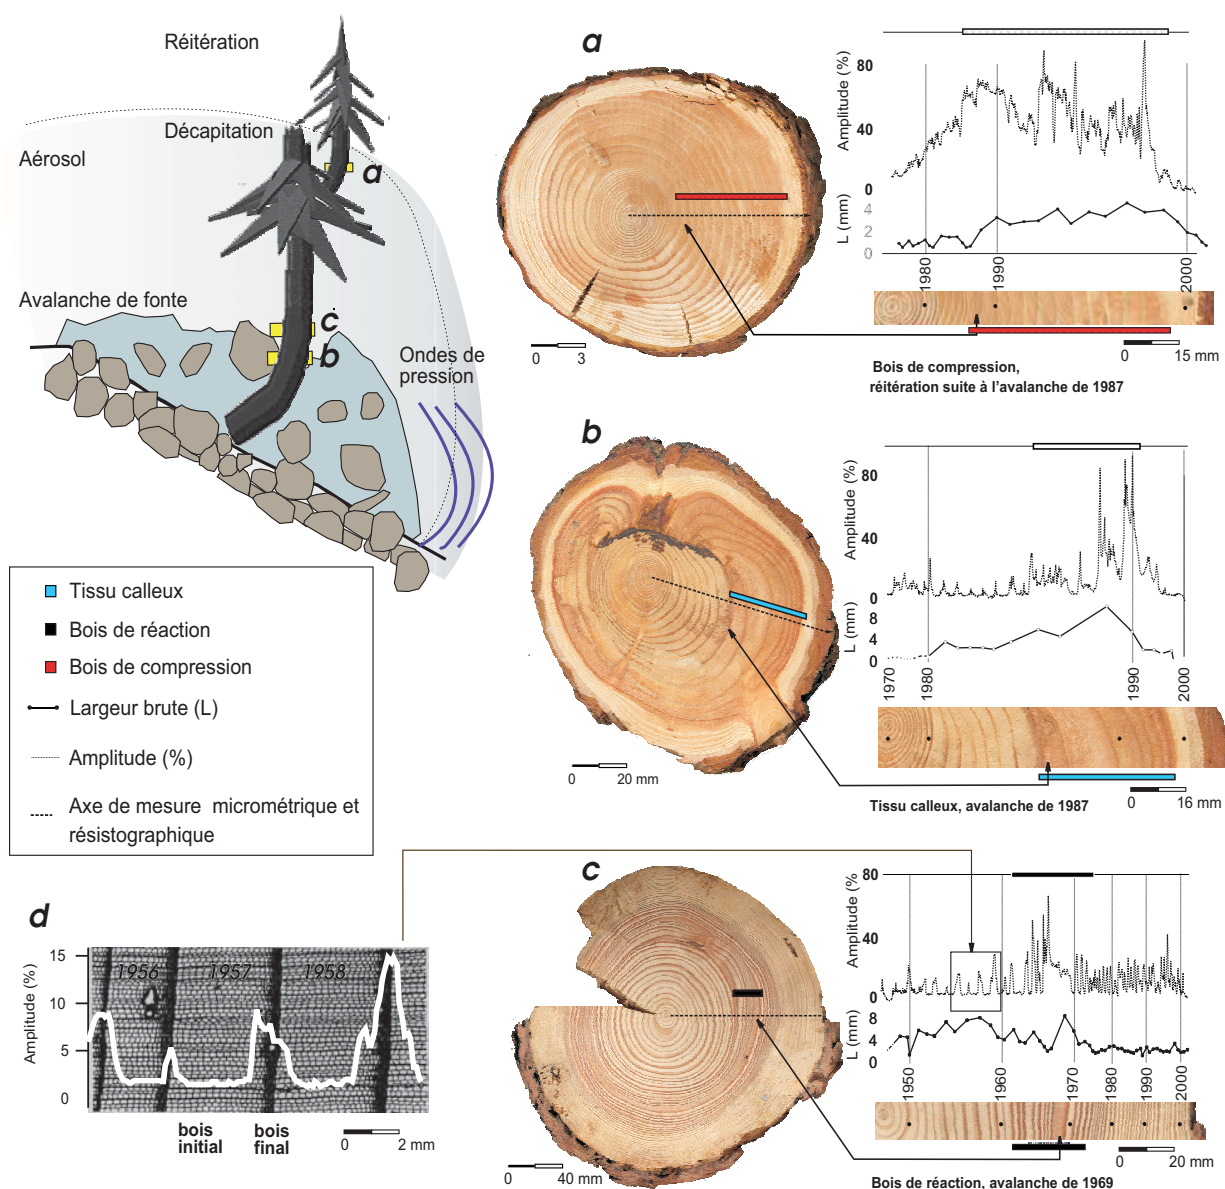 Réitération
Décapitation
Aérosol
a
Avalanche de fonte
c
b
Ondes de
pression
Tissu calleux
Bois de réaction
Bois de compression
Largeur brute (L)
Amplitude (%)
Axe de mesure micrométrique et
résistographique
a
0 3
Amplitude (%)
80
40
0
L (mm)
4
2
0
1980
1990
2000
0 15 mm
Bois de compression,
réitération suite à l'avalanche de 1987
b
0 20 mm
Amplitude (%)
80
40
0
L (mm)
8
4
0
1970
1980
1990
2000
0 16 mm
Tissu calleux, avalanche de 1987
c
0 40 mm
Amplitude (%
80
40
0
L (mm)
8
4
0
1950
1960
1970
1980
1990
2000
0 20 mm
Bois de réaction, avalanche de 1969
d
Amplitude (%)
15
10
5
0
1956 1957 1958
bois
initial
bois
final
0 2 mm